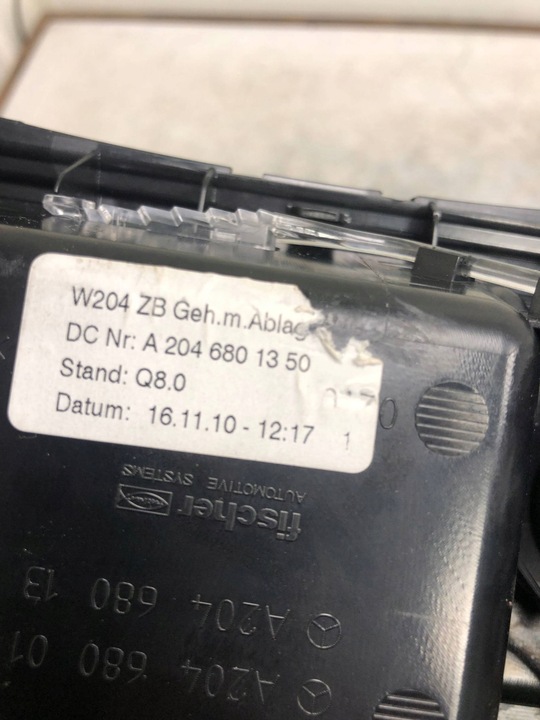 W204 ZB Geh.m.Ablag
DC Nr: A 204 680 13 50
Stand: Q8.0
Datum: 16.11.10 - 12:17 1
fischer
AUTOMOTIVE SYSTEMS
A204 680 13
A204 680 01